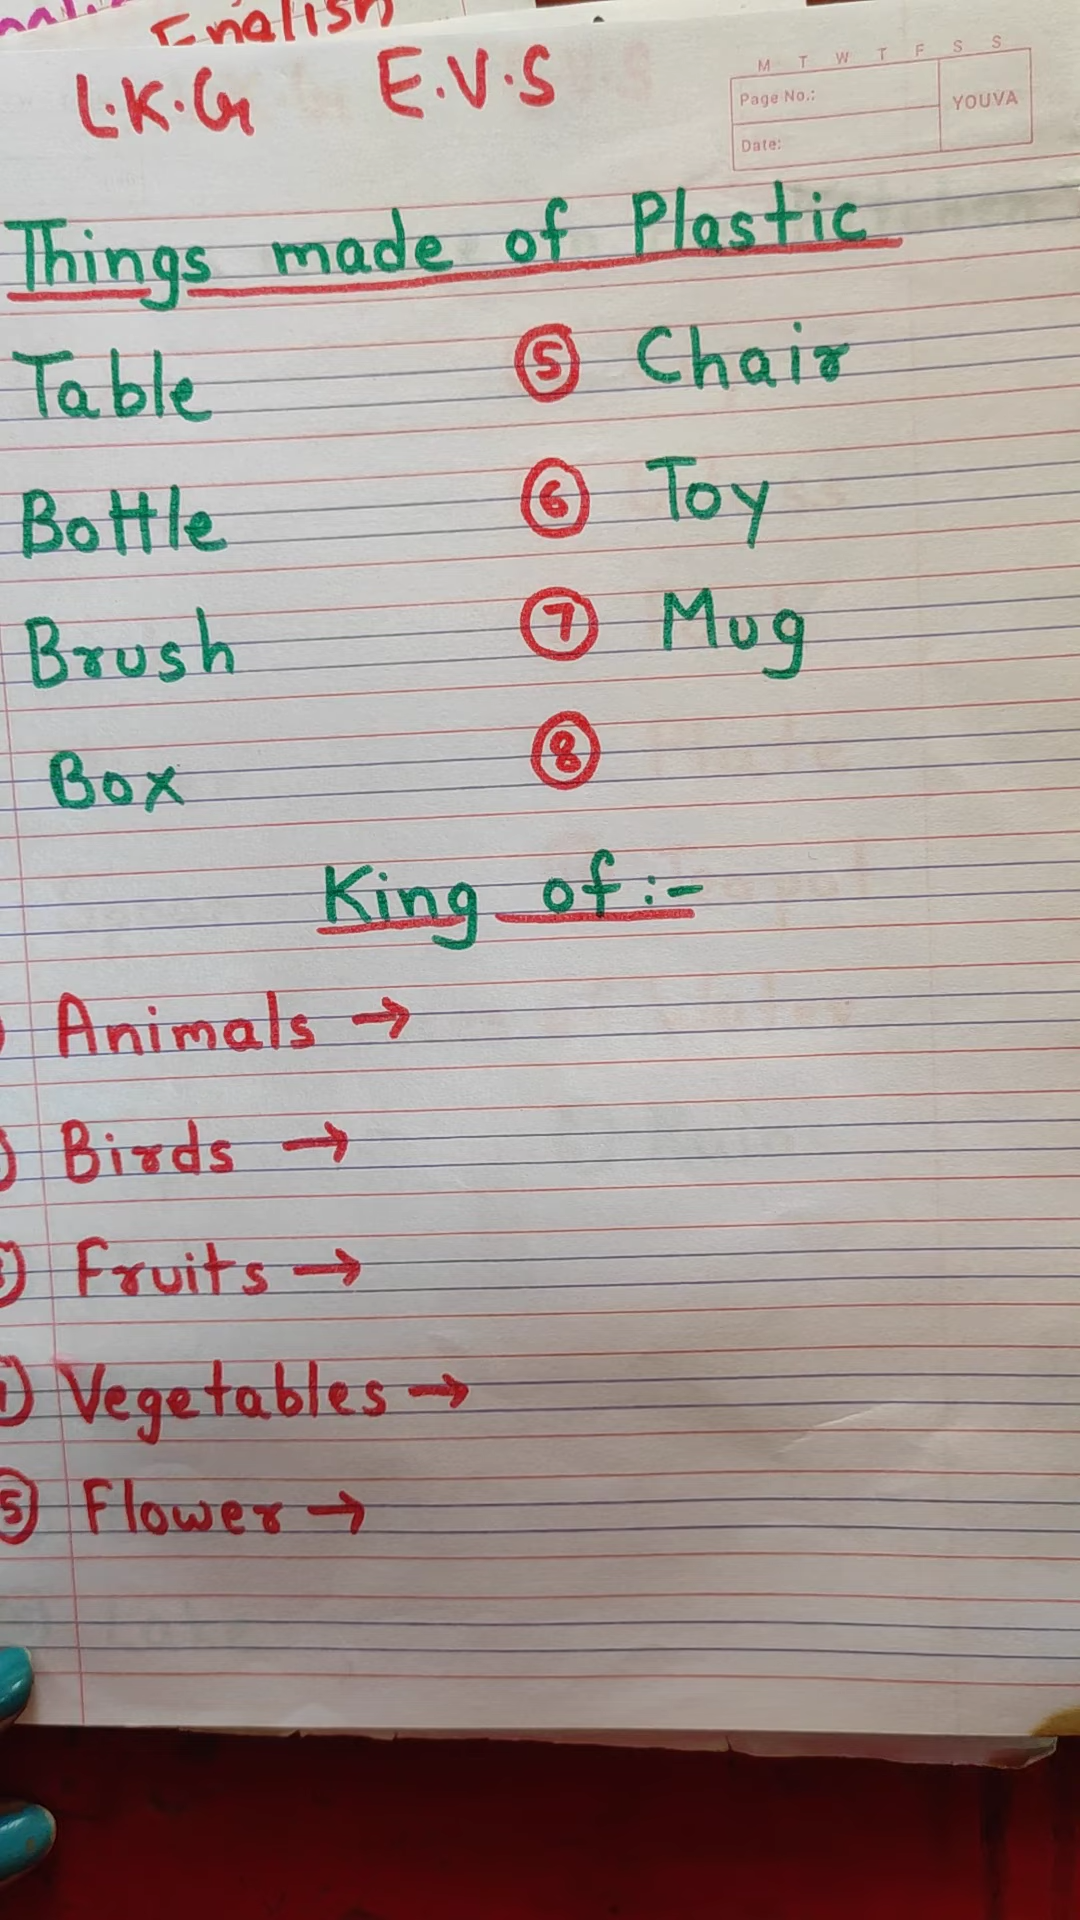 English
L.K.G E.V.S
M T W T F S S
Page No.:
YOUVA
Date:
Things made of Plastic
Table ⑤ Chair
Bottle ⑥ Toy
Brush ⑦ Mug
Box ⑧
King of :-
Animals →
Birds →
Fruits →
Vegetables →
⑤ Flower →